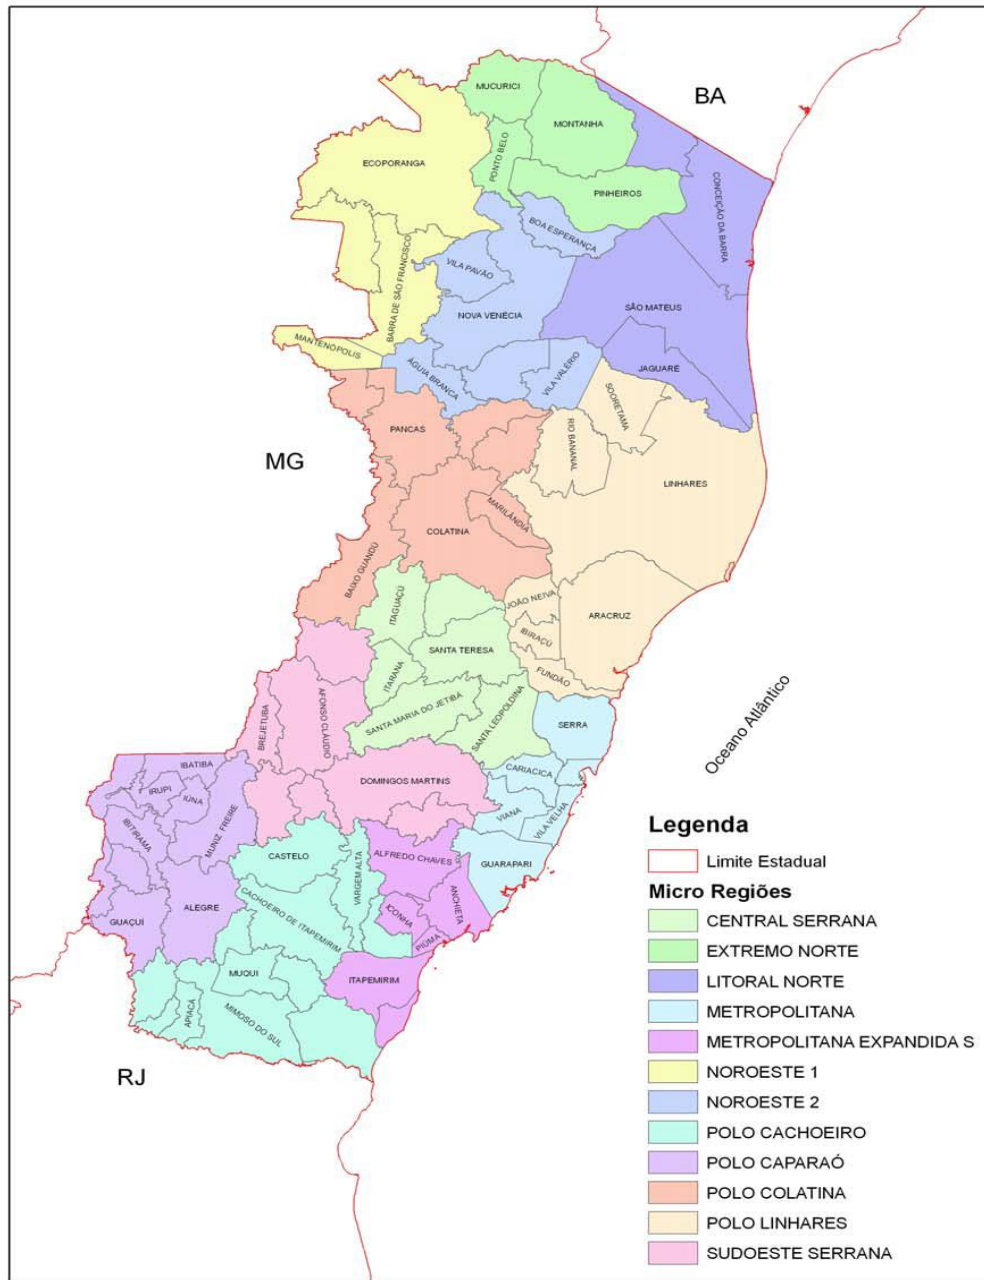 BA
MUCURICI
MONTANHA
PONTO BELO
ECOPORANGA
PINHEIROS
CONCEIÇÃO DA BARRA
BOA ESPERANÇA
BARRA DE SÃO FRANCISCO
VILA PAVÃO
SÃO MATEUS
NOVA VENÉCIA
MANTENÓPOLIS
ÁGUIA BRANCA
VILA VALÉRIO
JAGUARÉ
SOORETAMA
PANCAS
RIO BANANAL
MG
LINHARES
MARILÂNDIA
COLATINA
BAIXO GUANDÚ
ITAGUAÇÚ
JOÃO NEIVA
ARACRUZ
IBIRAÇÚ
SANTA TERESA
ITARANA
FUNDÃO
SANTA MARIA DO JETIBÁ
SANTA LEOPOLDINA
SERRA
AFONSO CLÁUDIO
BREJETUBA
Oceano Atlântico
IBATIBA
CARIACICA
DOMINGOS MARTINS
IRUPI
IÚNA
VIANA
VILA VELHA
IBITIRAMA
MUNIZ FREIRE
CASTELO
VARGEM ALTA
ALFREDO CHAVES
GUARAPARI
ANCHIETA
GUAÇUÍ
ALEGRE
CACHOEIRO DE ITAPEMIRIM
ICONHA
PIÚMA
MUQUI
ITAPEMIRIM
APIACÁ
MIMOSO DO SUL
RJ
Legenda
Limite Estadual
Micro Regiões
CENTRAL SERRANA
EXTREMO NORTE
LITORAL NORTE
METROPOLITANA
METROPOLITANA EXPANDIDA S
NOROESTE 1
NOROESTE 2
POLO CACHOEIRO
POLO CAPARAÓ
POLO COLATINA
POLO LINHARES
SUDOESTE SERRANA